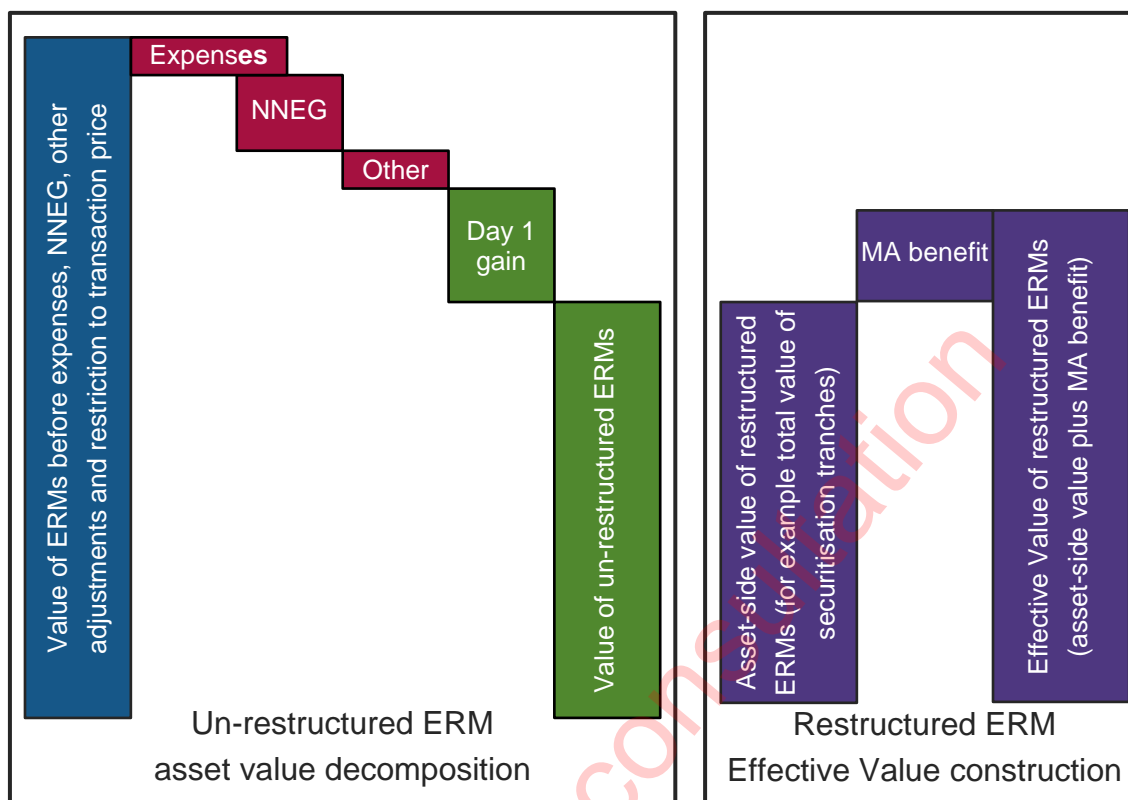 Value of ERMs before expenses, NNEG, other
adjustments and restriction to transaction price
Expenses
NNEG
Other
Day 1
gain
Value of un-restructured ERMs
Un-restructured ERM
asset value decomposition
Asset-side value of restructured
ERMs (for example total value of
securitisation tranches)
MA benefit
Effective Value of restructured ERMs
(asset-side value plus MA benefit)
Restructured ERM
Effective Value construction
consultation